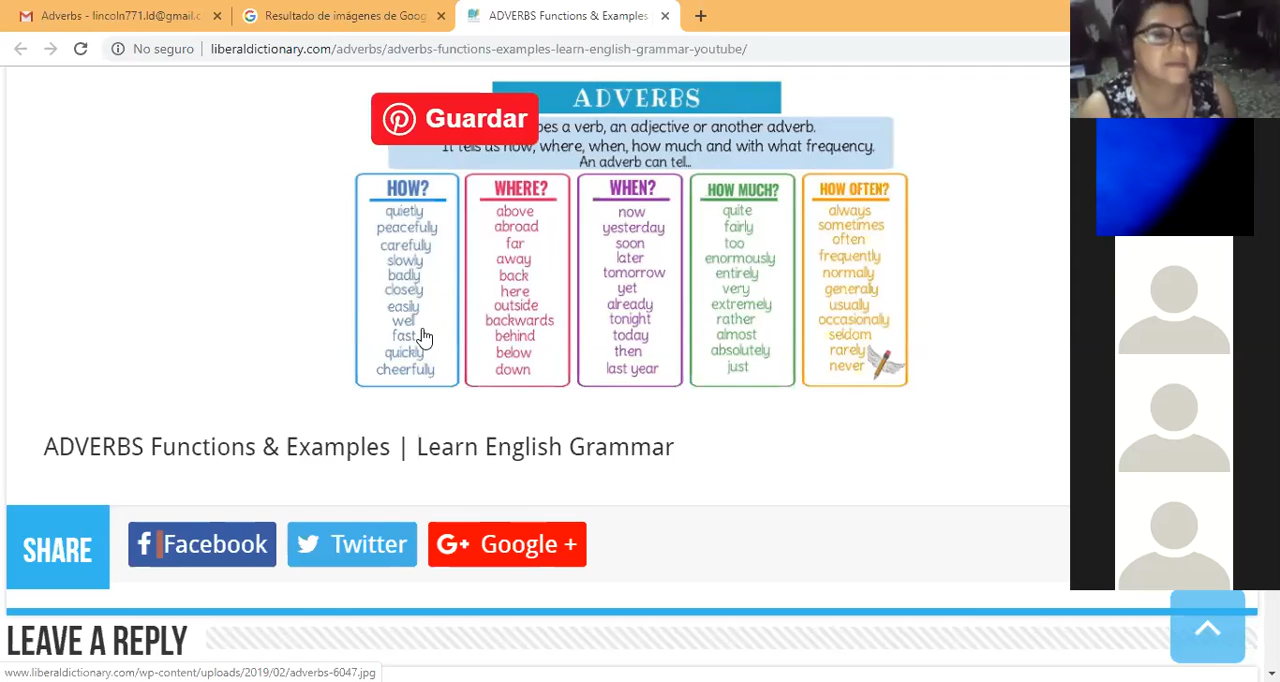 Adverbs - lincoln771.ld@gmail.c
Resultado de imágenes de Goog
ADVERBS Functions & Examples
No seguro
liberaldictionary.com/adverbs/adverbs-functions-examples-learn-english-grammar-youtube/
ADVERBS
Guardar
a verb, an adjective or another adverb.
It tells us how, where, when, how much and with what frequency.
An adverb can tell...
HOW?
quietly
peacefully
carefully
slowly
badly
closely
easily
well
fast
quickly
cheerfully
WHERE?
above
abroad
far
away
back
here
outside
backwards
behind
below
down
WHEN?
now
yesterday
soon
later
tomorrow
yet
already
tonight
today
then
last year
HOW MUCH?
quite
fairly
too
enormously
entirely
very
extremely
rather
almost
absolutely
just
HOW OFTEN?
always
sometimes
often
frequently
normally
generally
usually
occasionally
seldom
rarely
never
ADVERBS Functions & Examples | Learn English Grammar
SHARE
Facebook
Twitter
G+ Google +
LEAVE A REPLY
www.liberaldictionary.com/wp-content/uploads/2019/02/adverbs-6047.jpg